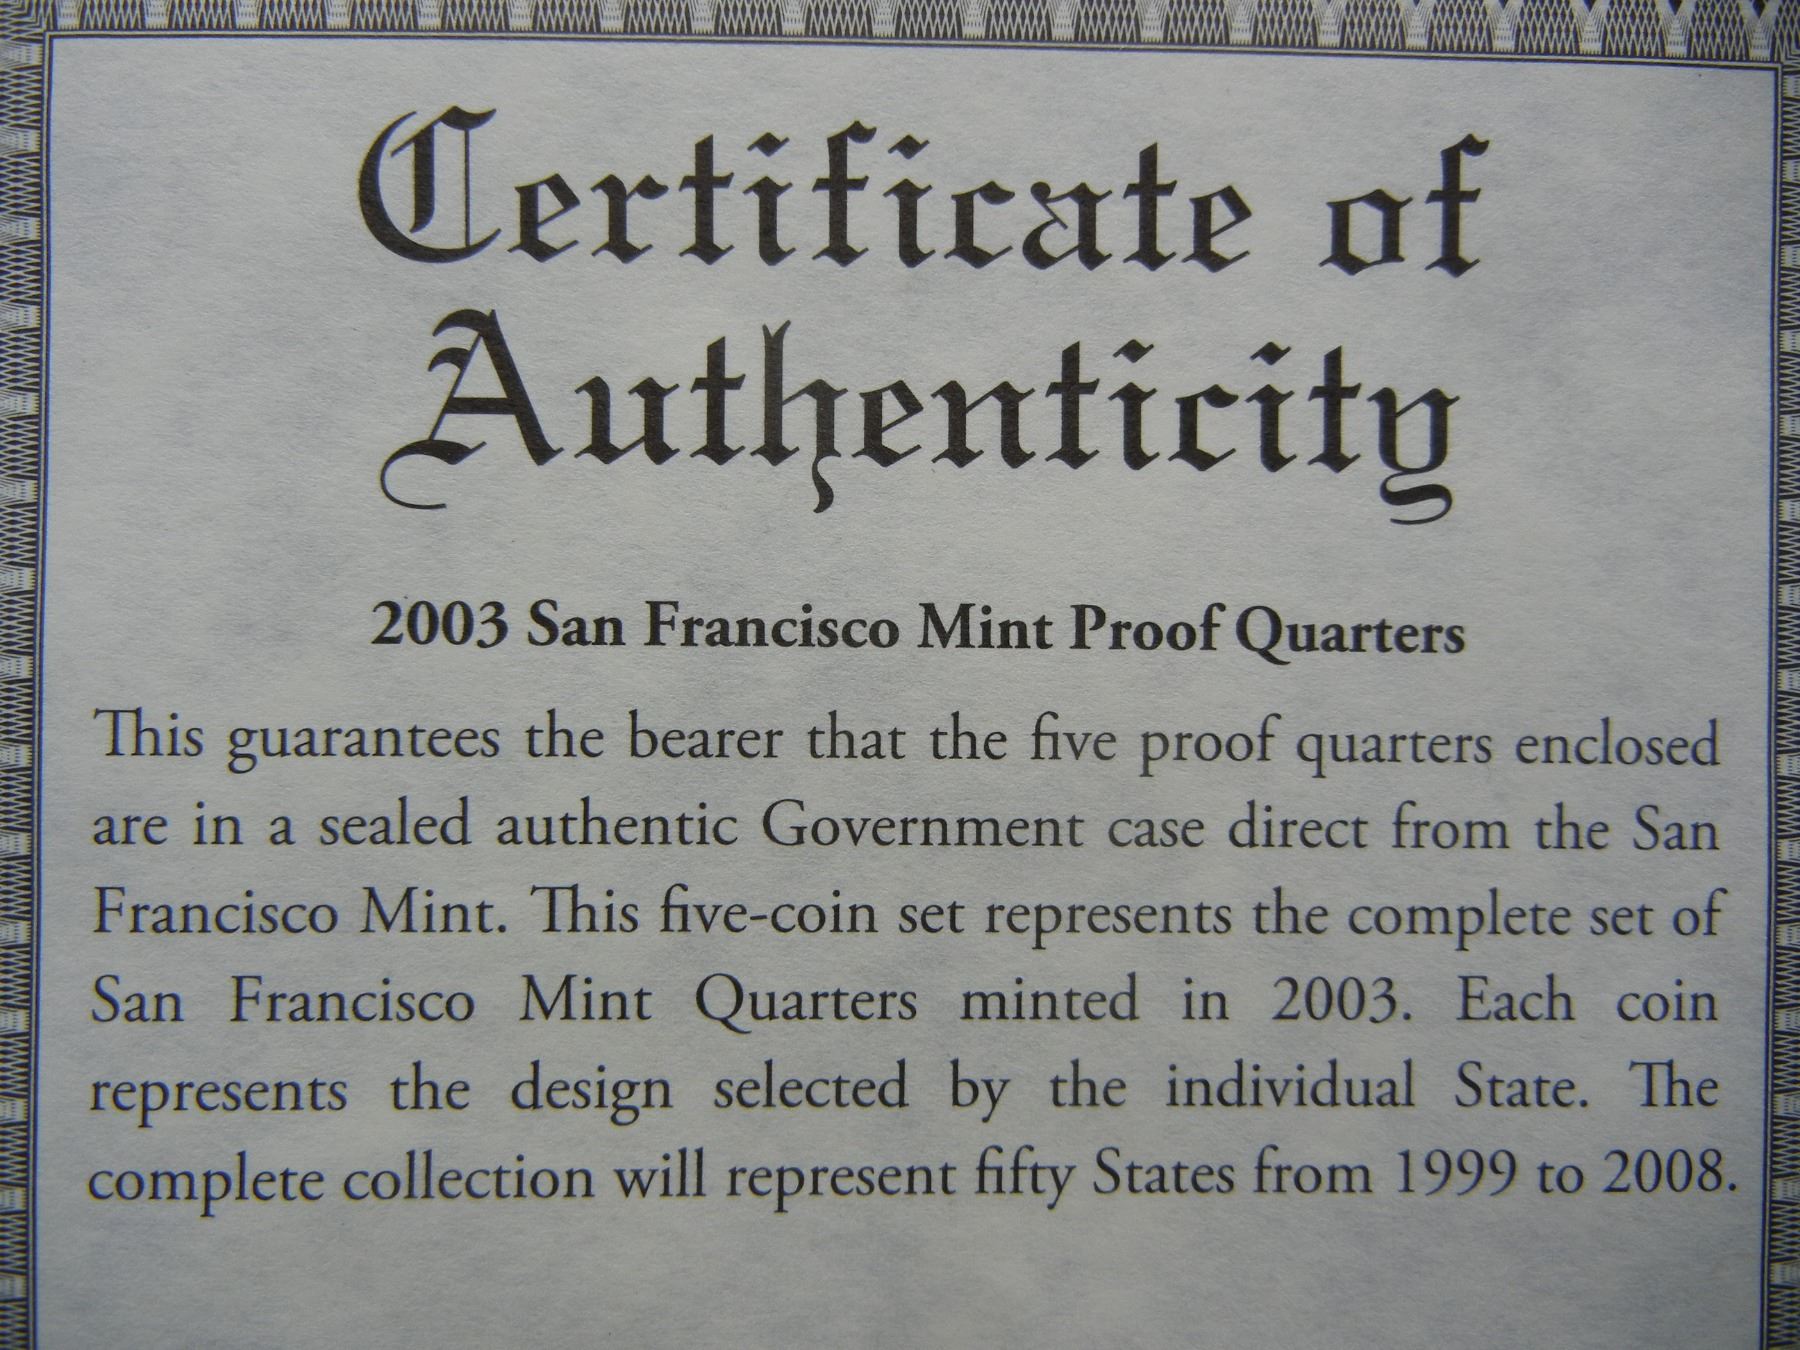 Certificate of
Authenticity
2003 San Francisco Mint Proof Quarters
This guarantees the bearer that the five proof quarters enclosed
are in a sealed authentic Government case direct from the San
Francisco Mint. This five-coin set represents the complete set of
San Francisco Mint Quarters minted in 2003. Each coin
represents the design selected by the individual State. The
complete collection will represent fifty States from 1999 to 2008.